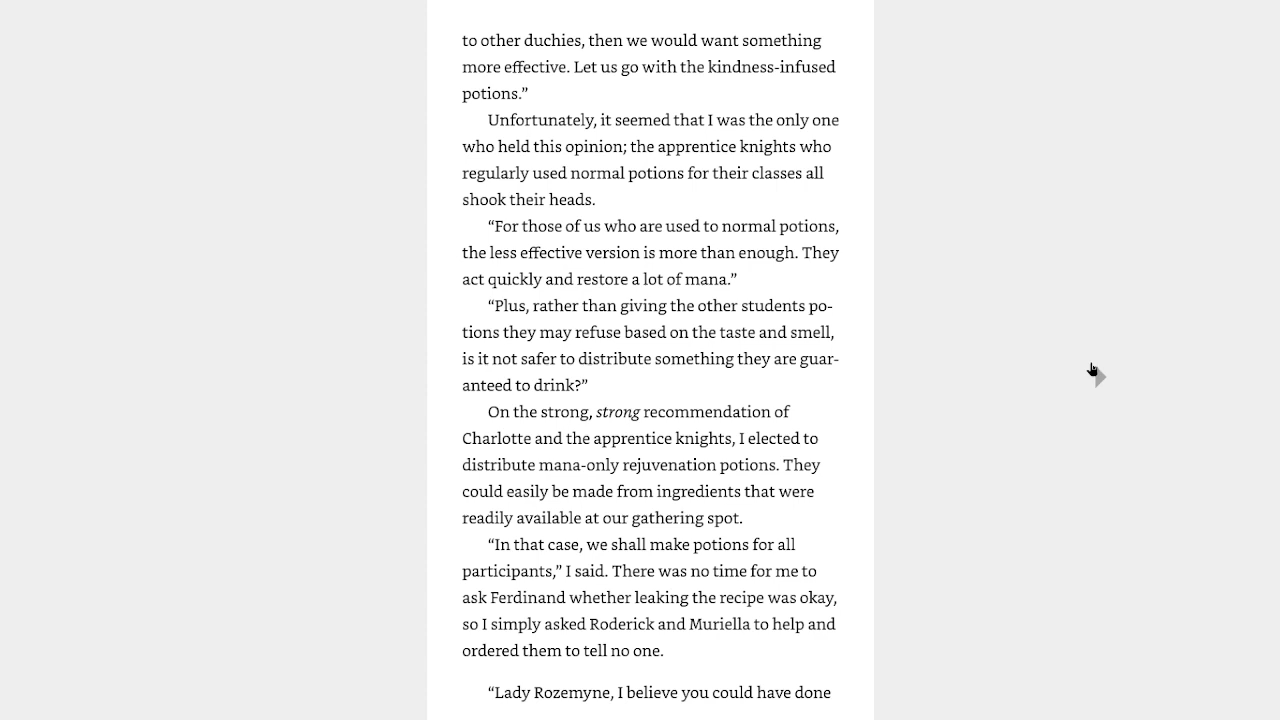 to other duchies, then we would want something
more effective. Let us go with the kindness-infused
potions.”
Unfortunately, it seemed that I was the only one
who held this opinion; the apprentice knights who
regularly used normal potions for their classes all
shook their heads.
“For those of us who are used to normal potions,
the less effective version is more than enough. They
act quickly and restore a lot of mana.”
“Plus, rather than giving the other students po-
tions they may refuse based on the taste and smell,
is it not safer to distribute something they are guar-
anteed to drink?”
On the strong, strong recommendation of
Charlotte and the apprentice knights, I elected to
distribute mana-only rejuvenation potions. They
could easily be made from ingredients that were
readily available at our gathering spot.
“In that case, we shall make potions for all
participants,” I said. There was no time for me to
ask Ferdinand whether leaking the recipe was okay,
so I simply asked Roderick and Muriella to help and
ordered them to tell no one.
“Lady Rozemyne, I believe you could have done